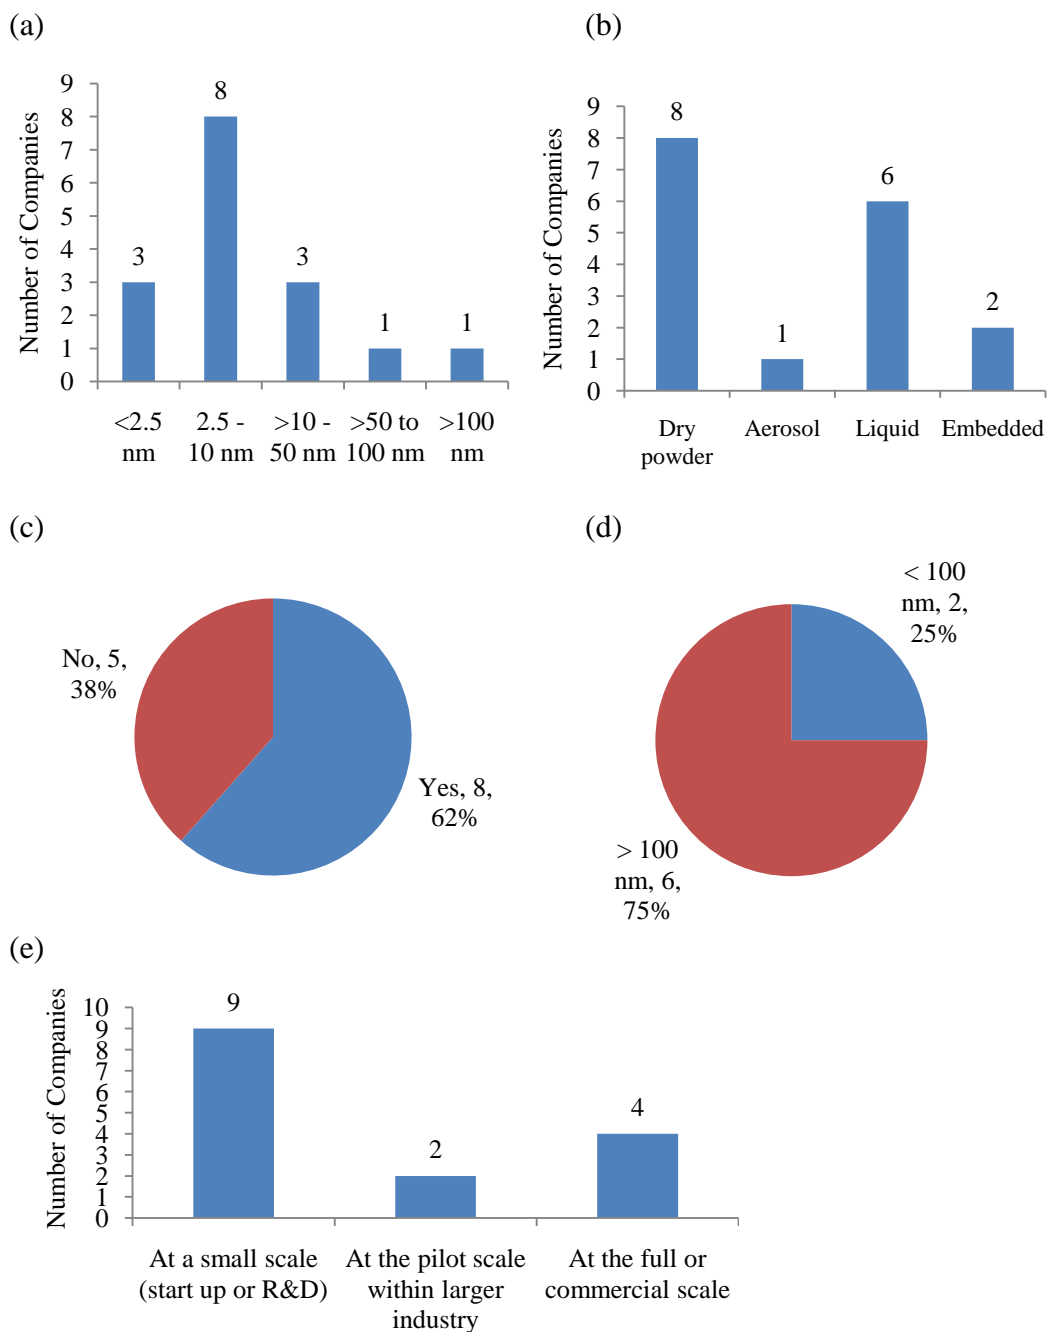 (a)
Number of Companies
9
8
7
6
5
4
3
2
1
0
3
8
3
1
1
<2.5
nm
2.5 -
10 nm
>10 -
50 nm
>50 to
100 nm
>100
nm
(b)
Number of Companies
9
8
7
6
5
4
3
2
1
0
8
1
6
2
Dry
powder
Aerosol
Liquid
Embedded
(c)
No, 5,
38%
Yes, 8,
62%
(d)
< 100
nm, 2,
25%
> 100
nm, 6,
75%
(e)
Number of Companies
10
9
8
7
6
5
4
3
2
1
0
9
2
4
At a small scale
(start up or R&D)
At the pilot scale
within larger
industry
At the full or
commercial scale